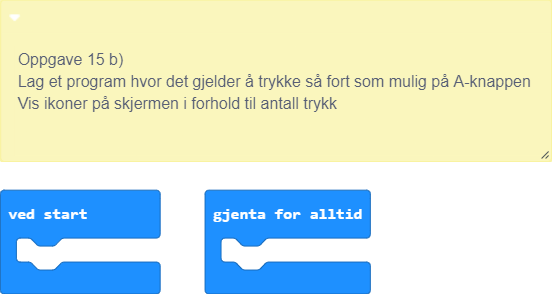 Oppgave 15 b)
Lag et program hvor det gjelder å trykke så fort som mulig på A-knappen
Vis ikoner på skjermen i forhold til antall trykk
ved start
gjenta for alltid